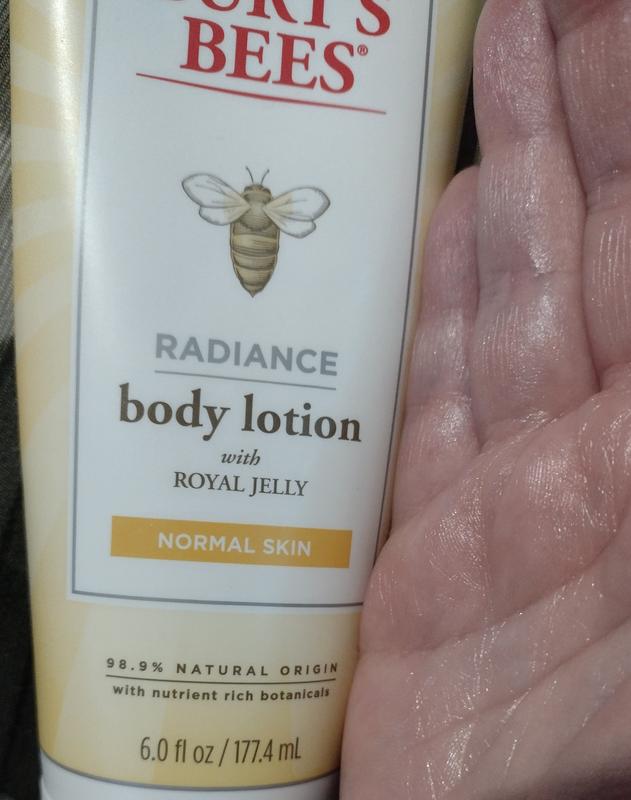 BURT'S
BEES®
RADIANCE
body lotion
with
ROYAL JELLY
NORMAL SKIN
98.9% NATURAL ORIGIN
with nutrient rich botanicals
6.0 fl oz / 177.4 mL